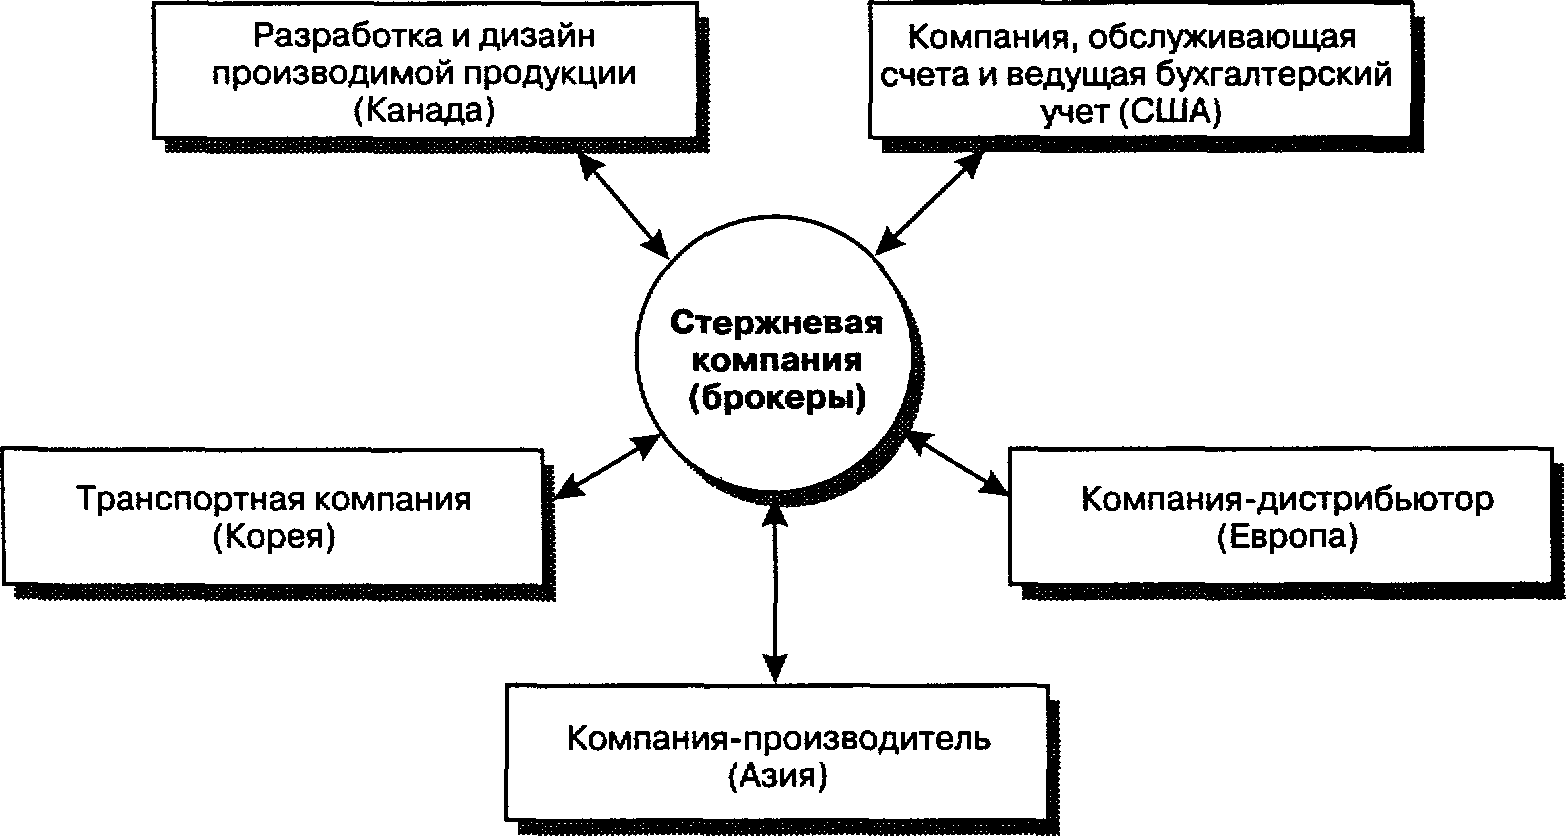 Разработка и дизайн
производимой продукции
(Канада)
Компания, обслуживающая
счета и ведущая бухгалтерский
учет (США)
Стержневая
компания
(брокеры)
Транспортная компания
(Корея)
Компания-дистрибьютор
(Европа)
Компания-производитель
(Азия)